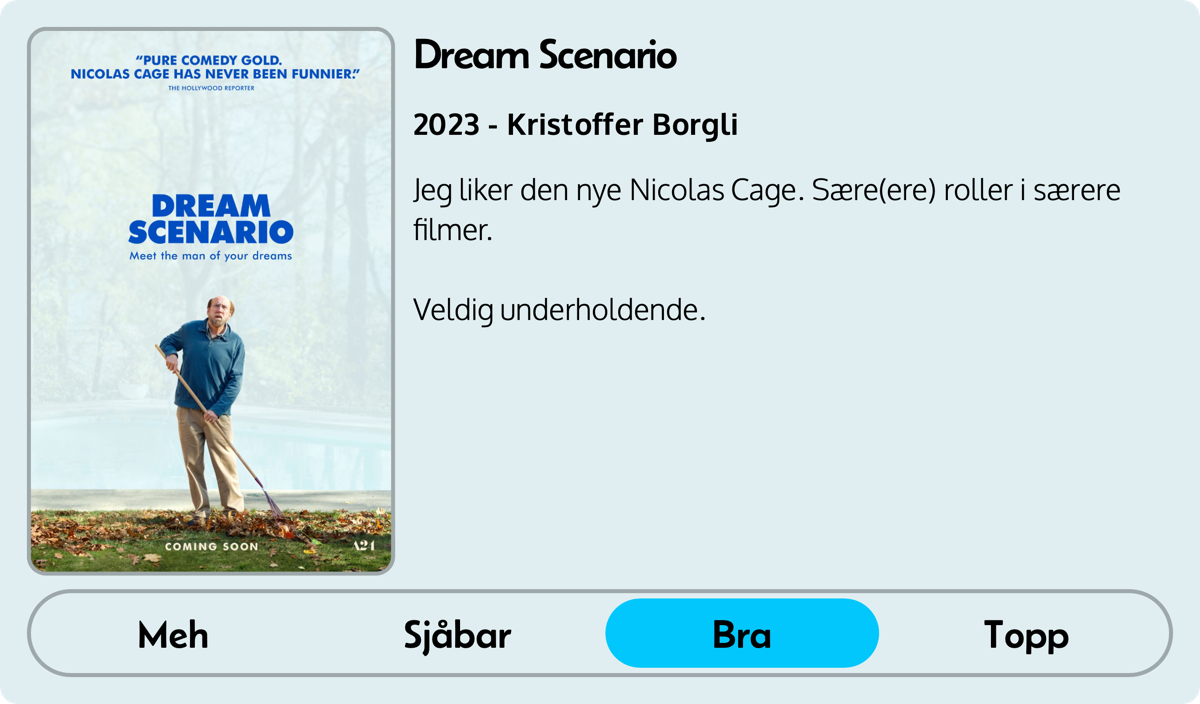 “PURE COMEDY GOLD.
NICOLAS CAGE HAS NEVER BEEN FUNNIER.”
THE HOLLYWOOD REPORTER
DREAM
SCENARIO
Meet the man of your dreams
COMING SOON
A24
Dream Scenario
2023 - Kristoffer Borgli
Jeg liker den nye Nicolas Cage. Sære(ere) roller i særere
filmer.
Veldig underholdende.
Meh
Sjåbar
Bra
Topp